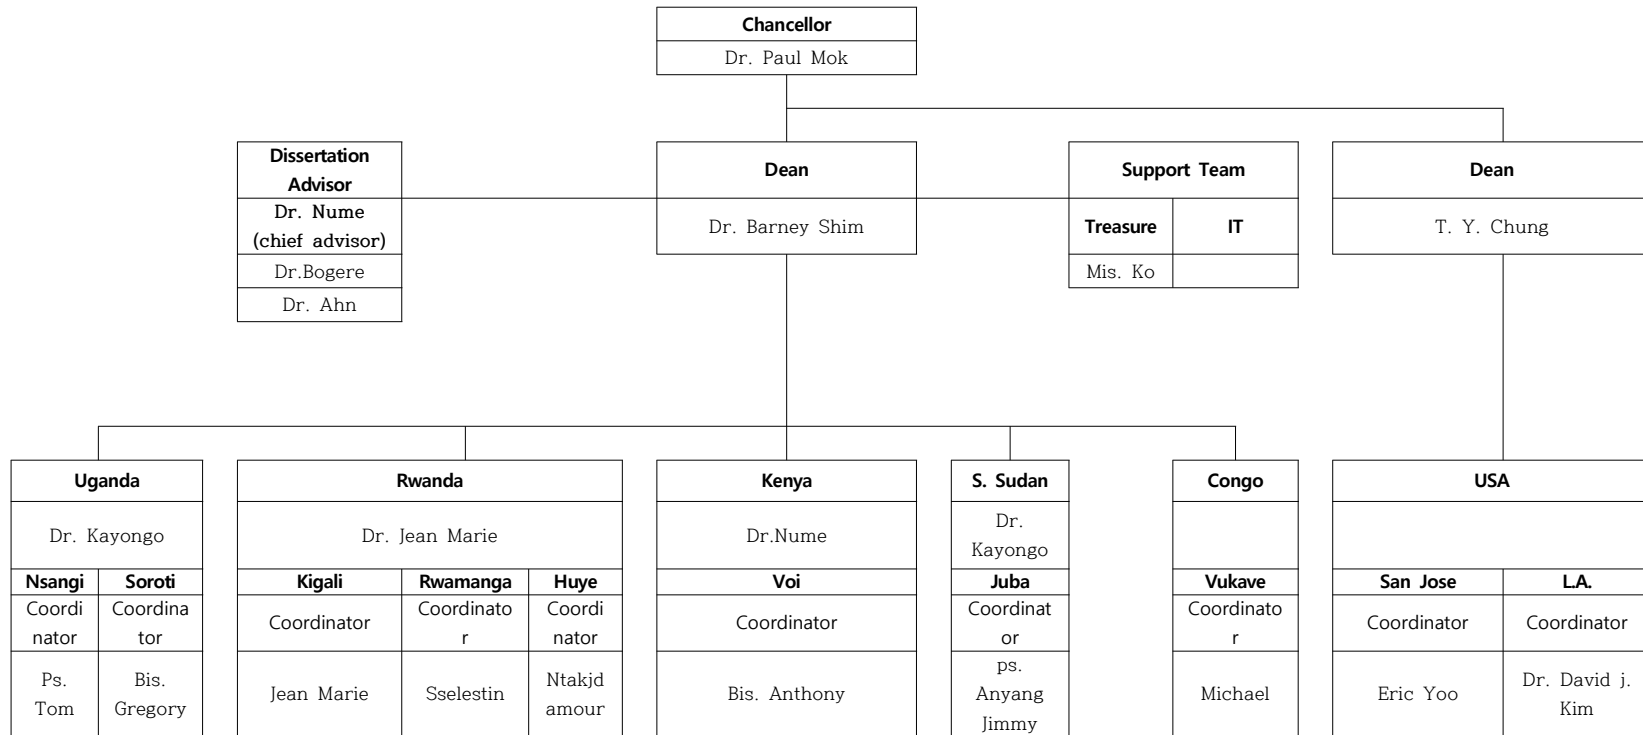 Chancellor
Dr. Paul Mok
Dissertation
Advisor
Dr. Nume
(chief advisor)
Dr.Bogere
Dr. Ahn
Dean
Dr. Barney Shim
Support Team
Treasure
IT
Mis. Ko
Dean
T. Y. Chung
Uganda
Dr. Kayongo
Nsangi
Soroti
Coordi
nator
Coordina
tor
Ps.
Tom
Bis.
Gregory
Rwanda
Dr. Jean Marie
Kigali
Rwamanga
Huye
Coordinator
Coordinato
r
Coordi
nator
Jean Marie
Sselestin
Ntakjd
amour
Kenya
Dr.Nume
Voi
Coordinator
Bis. Anthony
S. Sudan
Dr.
Kayongo
Juba
Coordinat
or
ps.
Anyang
Jimmy
Congo
Vukave
Coordinato
r
Michael
USA
San Jose
L.A.
Coordinator
Coordinator
Eric Yoo
Dr. David j.
Kim